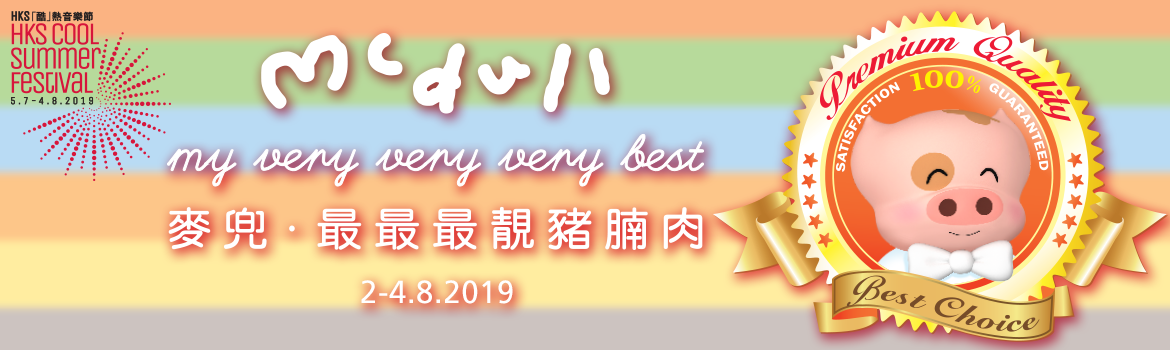 HKS「酷」熱音樂節
HKS COOL
Summer
Festival
5.7-4.8.2019
Mcdull
my very very very best
麥兜·最最最靚豬腩肉
2-4.8.2019
Premium Quality
100%
SATISFACTION GUARANTEED
Best Choice